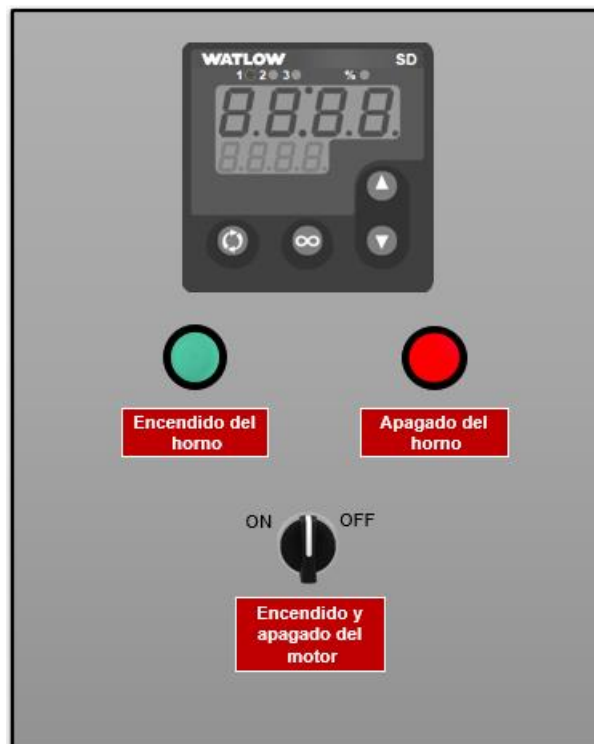 WATLOW SD
1 2 3 %
8.8.8.8.
8.8.8.8.
Encendido del
horno
Apagado del
horno
ON OFF
Encendido y
apagado del
motor